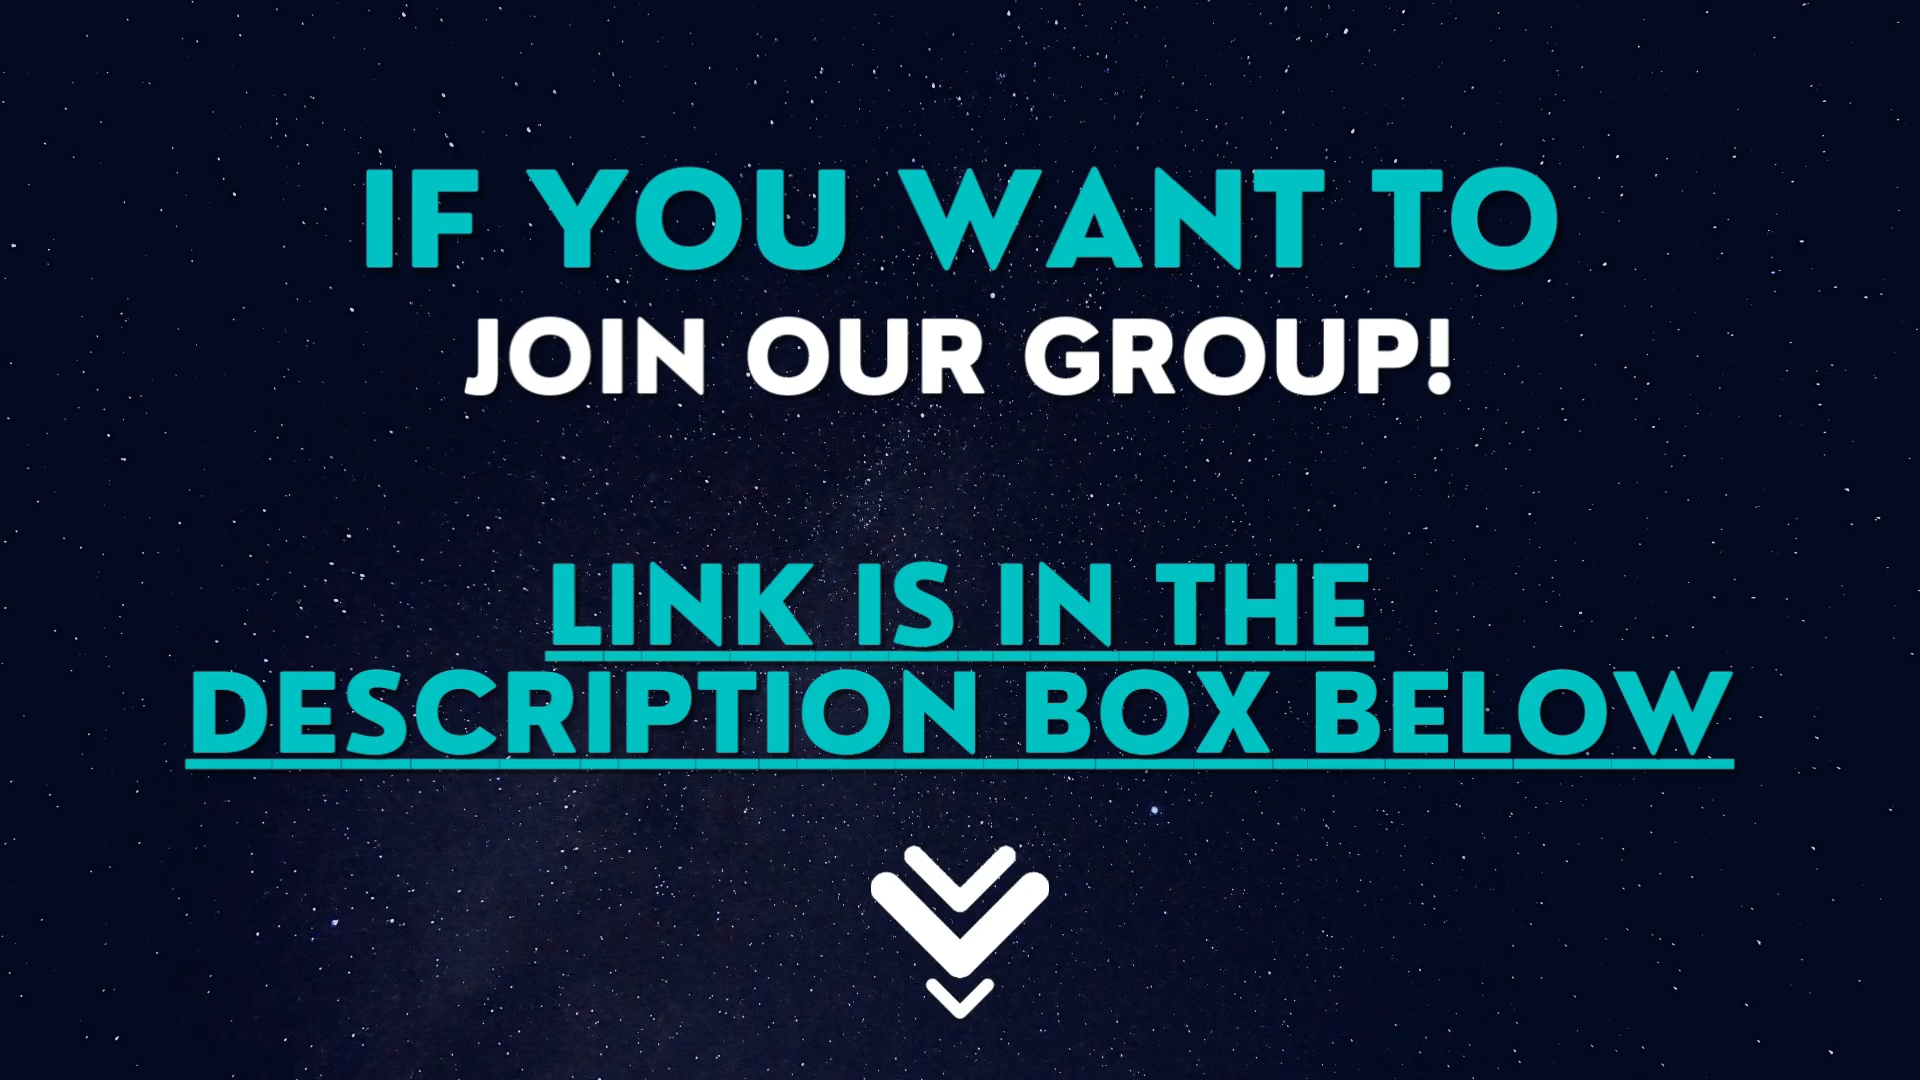 IF YOU WANT TO
JOIN OUR GROUP!
LINK IS IN THE
DESCRIPTION BOX BELOW